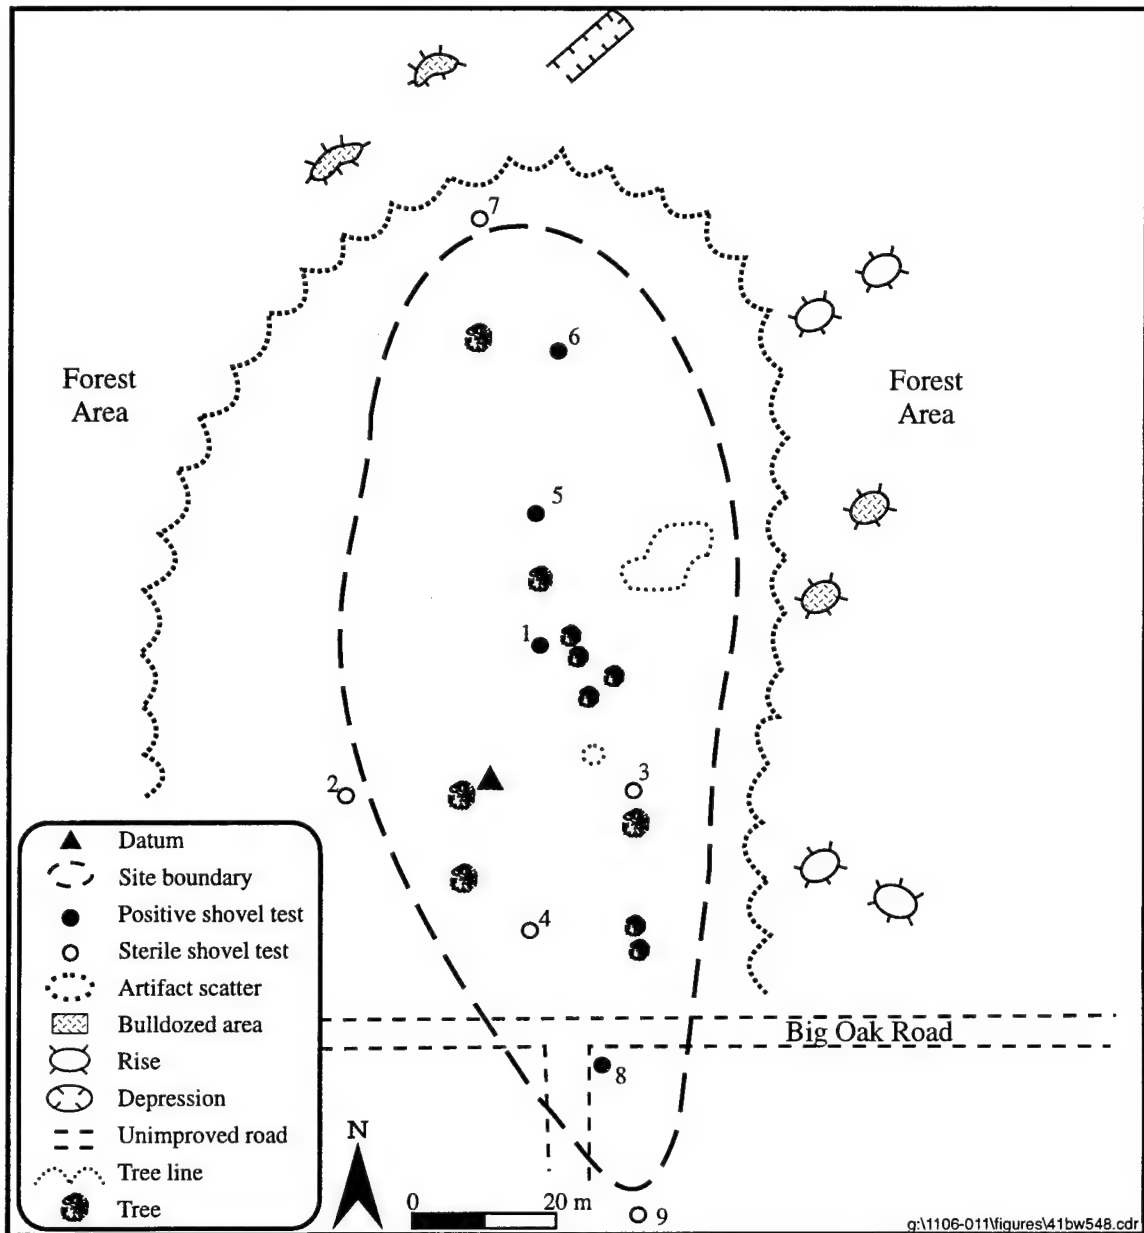 7
6
Forest
Area
Forest
Area
5
1
2
3
4
Datum
Site boundary
Positive shovel test
Sterile shovel test
Artifact scatter
Bulldozed area
Rise
Depression
Unimproved road
Tree line
Tree
Big Oak Road
8
N
0 20 m
9
g:\1106-011\figures\41bw548.cdr